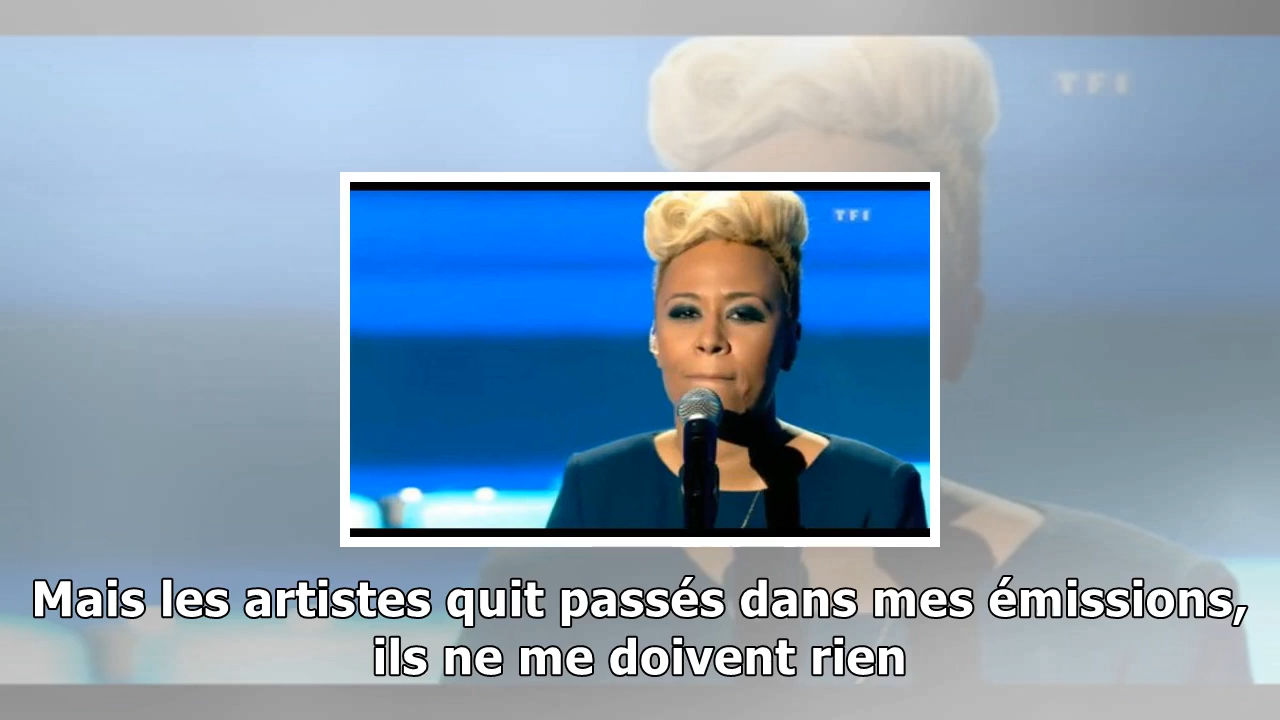 TF1
TF1
Mais les artistes quit passés dans mes émissions,
ils ne me doivent rien